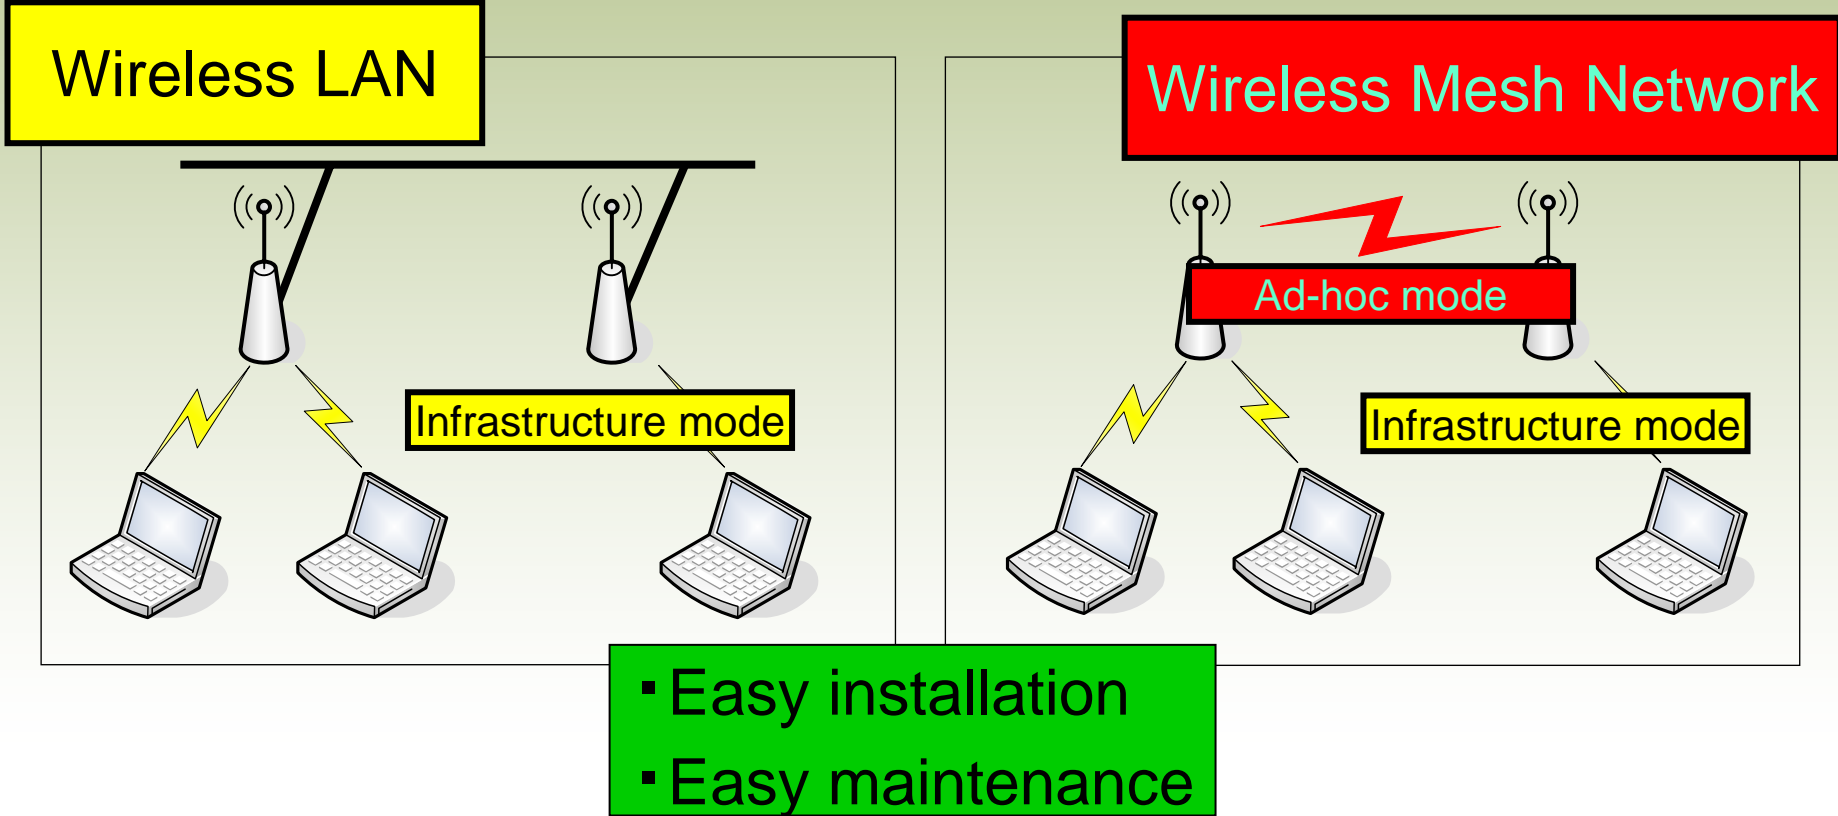 Wireless LAN
Wireless Mesh Network
Ad-hoc mode
Infrastructure mode
Infrastructure mode
▪Easy installation
▪Easy maintenance